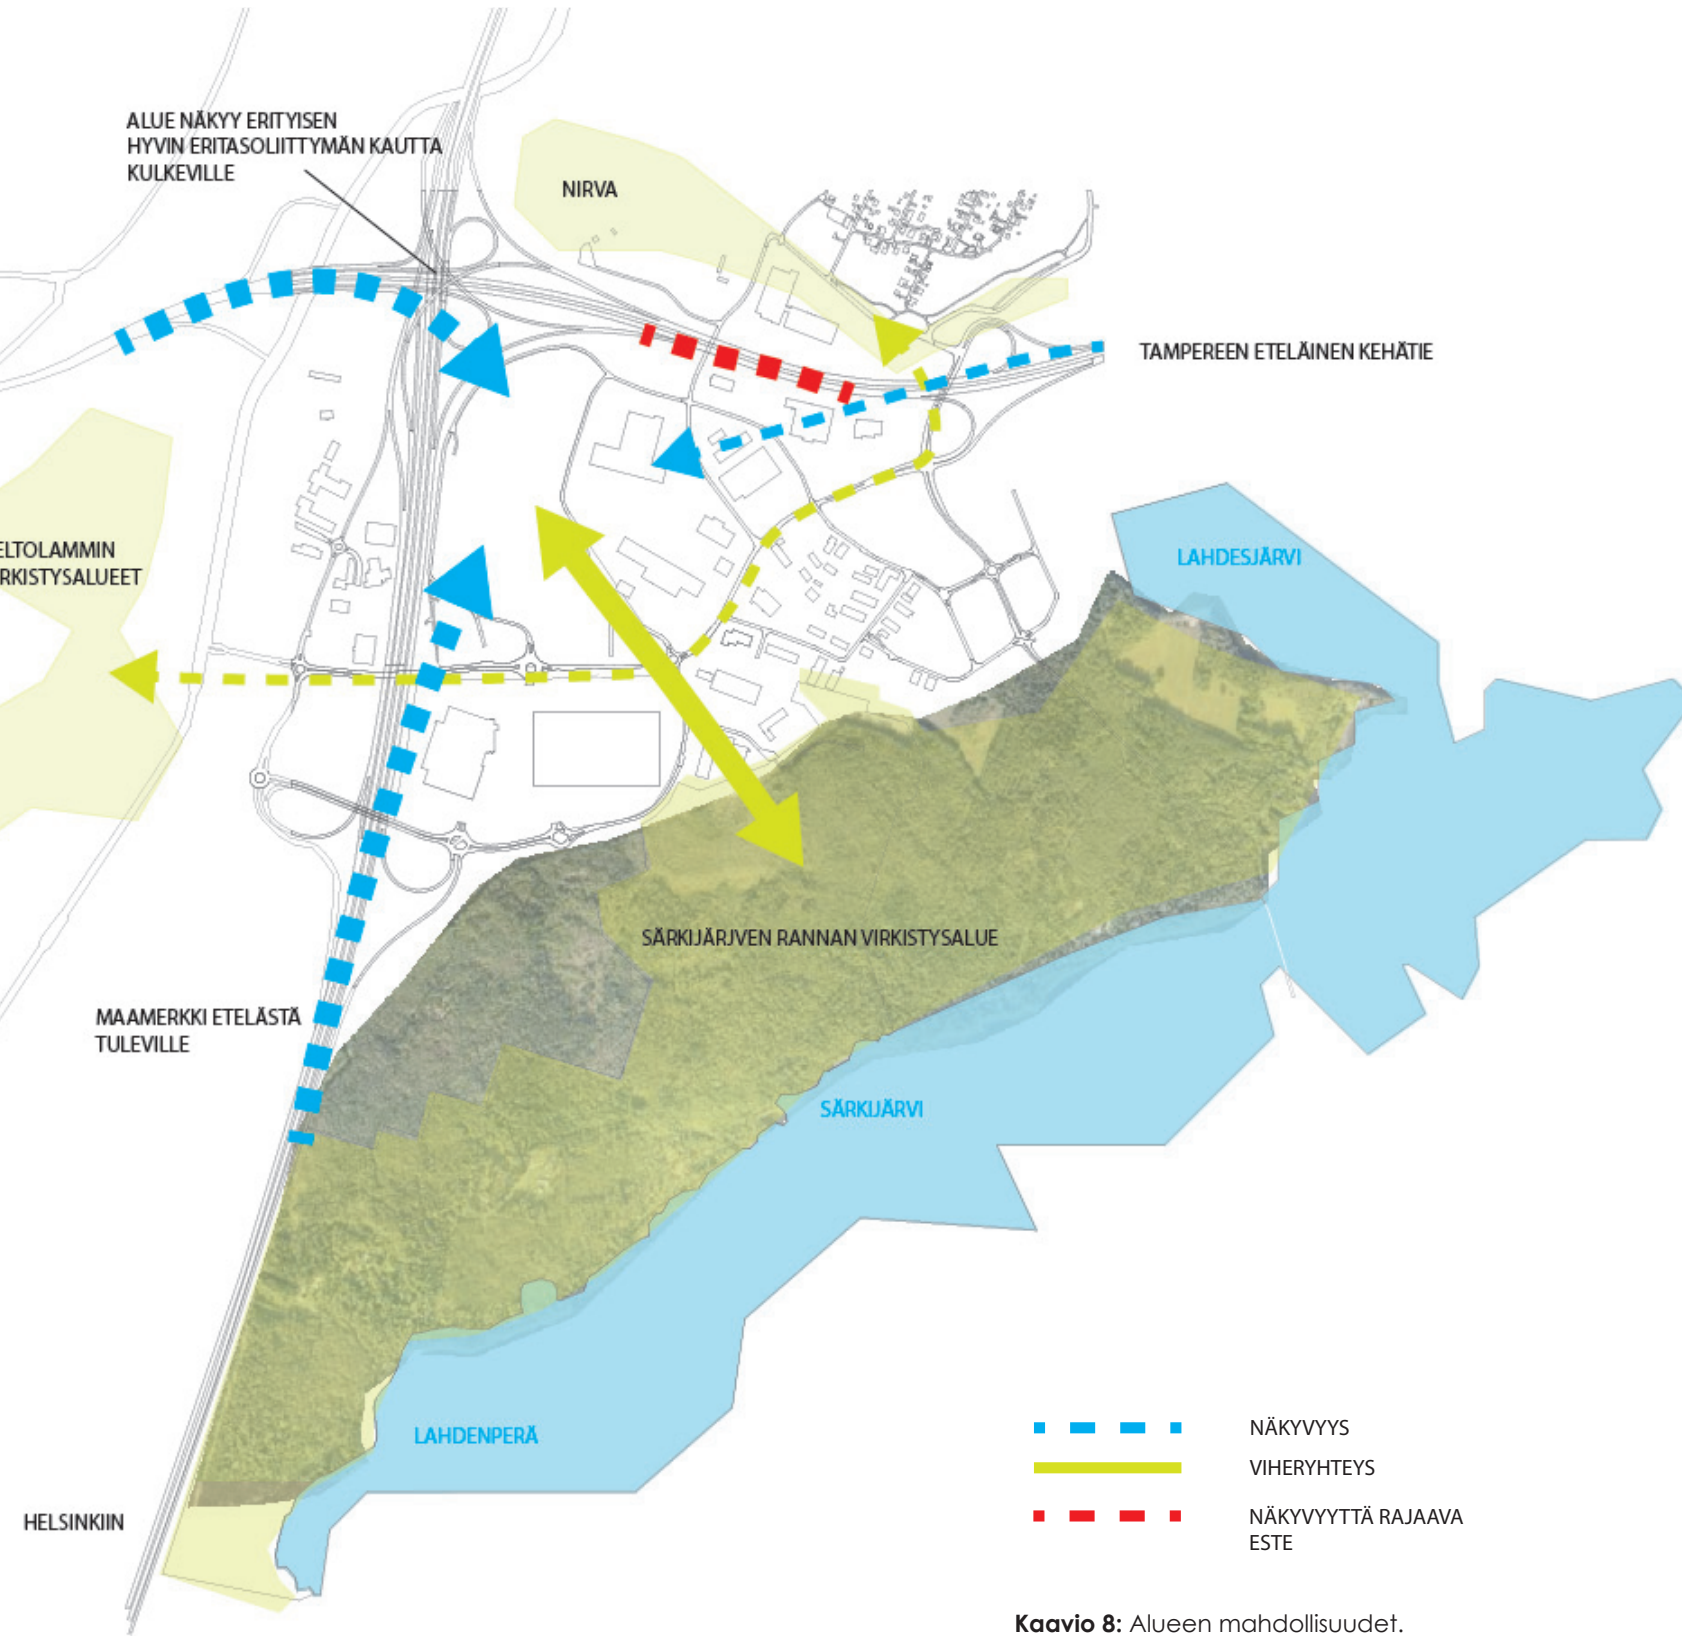 ALUE NÄKYY ERITYISEN
HYVIN ERITASOLIITTYMÄN KAUTTA
KULKEVILLE
NIRVA
TAMPEREEN ETELÄINEN KEHÄTIE
ELTOLAMMIN
RKISTYSALUEET
LAHDESJÄRVI
SÄRKIJÄRJVEN RANNAN VIRKISTYSALUE
MAAMERKKI ETELÄSTÄ
TULEVILLE
SÄRKIJÄRVI
LAHDENPERÄ
HELSINKIIN
NÄKYVYYS
VIHERYHTEYS
NÄKYVYYTTÄ RAJAAVA
ESTE
Kaavio 8: Alueen mahdollisuudet.